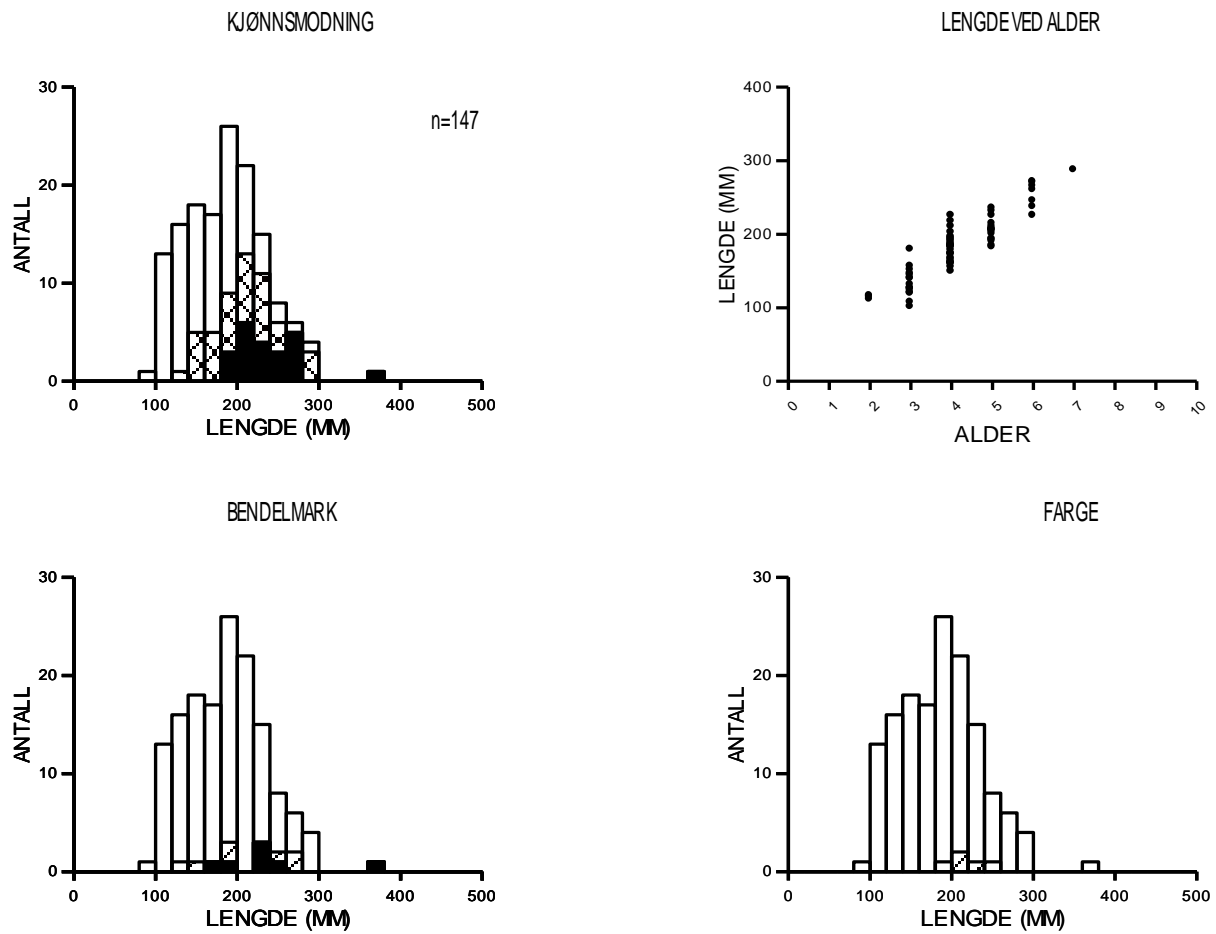 KJØNNSMODNING
30
n=147
20
ANTALL
10
0
0 100 200 300 400 500
LENGDE (MM)
LENGDE VED ALDER
400
300
LENGDE (MM)
200
100
0
0 1 2 3 4 5 6 7 8 9 10
ALDER
BENDELMARK
30
20
ANTALL
10
0
0 100 200 300 400 500
LENGDE (MM)
FARGE
30
20
ANTALL
10
0
0 100 200 300 400 500
LENGDE (MM)